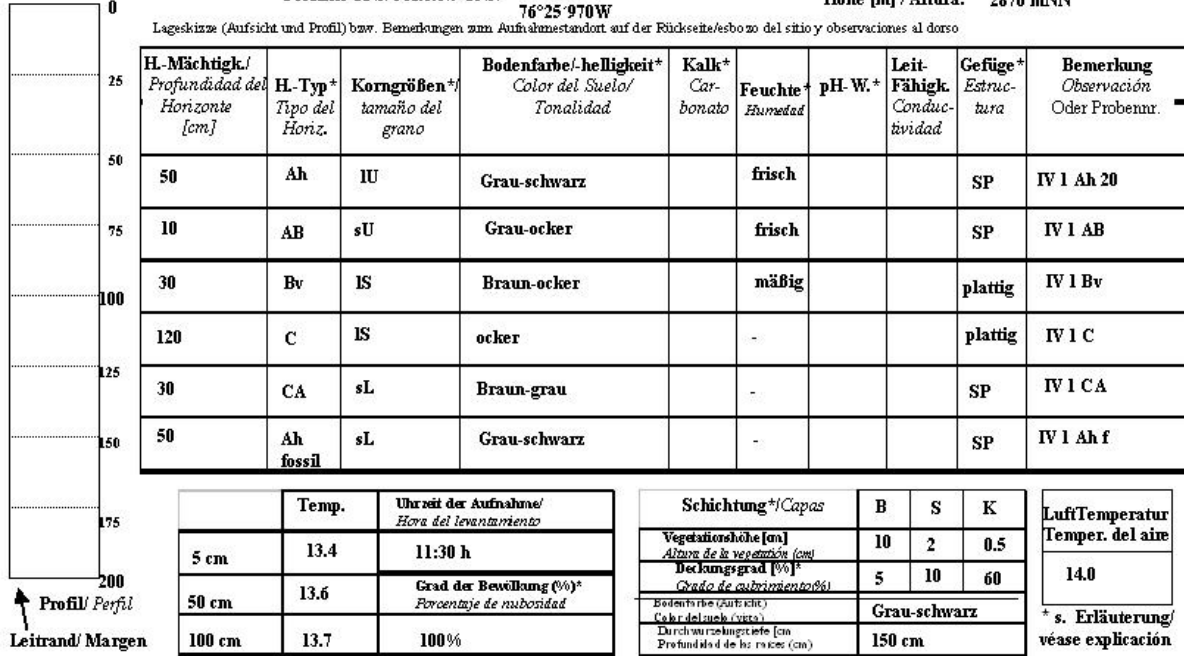 76°25'970W
2876 mNN
Lageskizze (Aufsicht und Profil) bzw. Bemerkungen zum Aufnahmestandort auf der Rückseite/esbozo del sitio y observaciones al dorso
0
25
50
75
100
125
150
175
200
Profil/ Perfil
Leitrand/ Margen
H.-Mächtigk./ Profundidad del Horizonte [cm]
H.-Typ* Tipo del Horiz.
Korngrößen*/ tamaño del grano
Bodenfarbe/-helligkeit* Color del Suelo/ Tonalidad
Kalk* Carbonato
Feuchte* Humedad
pH- W.*
Leit- Fähigk. Conduc- tividad
Gefüge* Estruc- tura
Bemerkung Observación Oder Probennr.
50 Ah lU Grau-schwarz frisch SP IV 1 Ah 20
10 AB sU Grau-ocker frisch SP IV 1 AB
30 Bv lS Braun-ocker mäßig plattig IV 1 Bv
120 C lS ocker - plattig IV 1 C
30 CA sL Braun-grau - SP IV 1 CA
50 Ah fossil sL Grau-schwarz - SP IV 1 Ah f
Temp. Uhrzeit der Aufnahme/
Hora del levantamiento
5 cm 13.4 11:30 h
50 cm 13.6 Grad der Bewölkung (%)*
Porcentaje de nubosidad
100 cm 13.7 100%
Schichtung*/Capas B S K
Vegetationshöhe [cm]
Altura de la vegetatión (cm)
10 2 0.5
Deckungsgrad [%]*
Grado de cubrimiento(%)
5 10 60
Bodenfarbe (Aufsicht)
Color del suelo (vista)
Grau-schwarz
Durchwurzelungstiefe [cm
Profundidad de las raices (cm)
150 cm
LuftTemperatur
Temper. del aire
14.0
* s. Erläuterung/
véase explicación